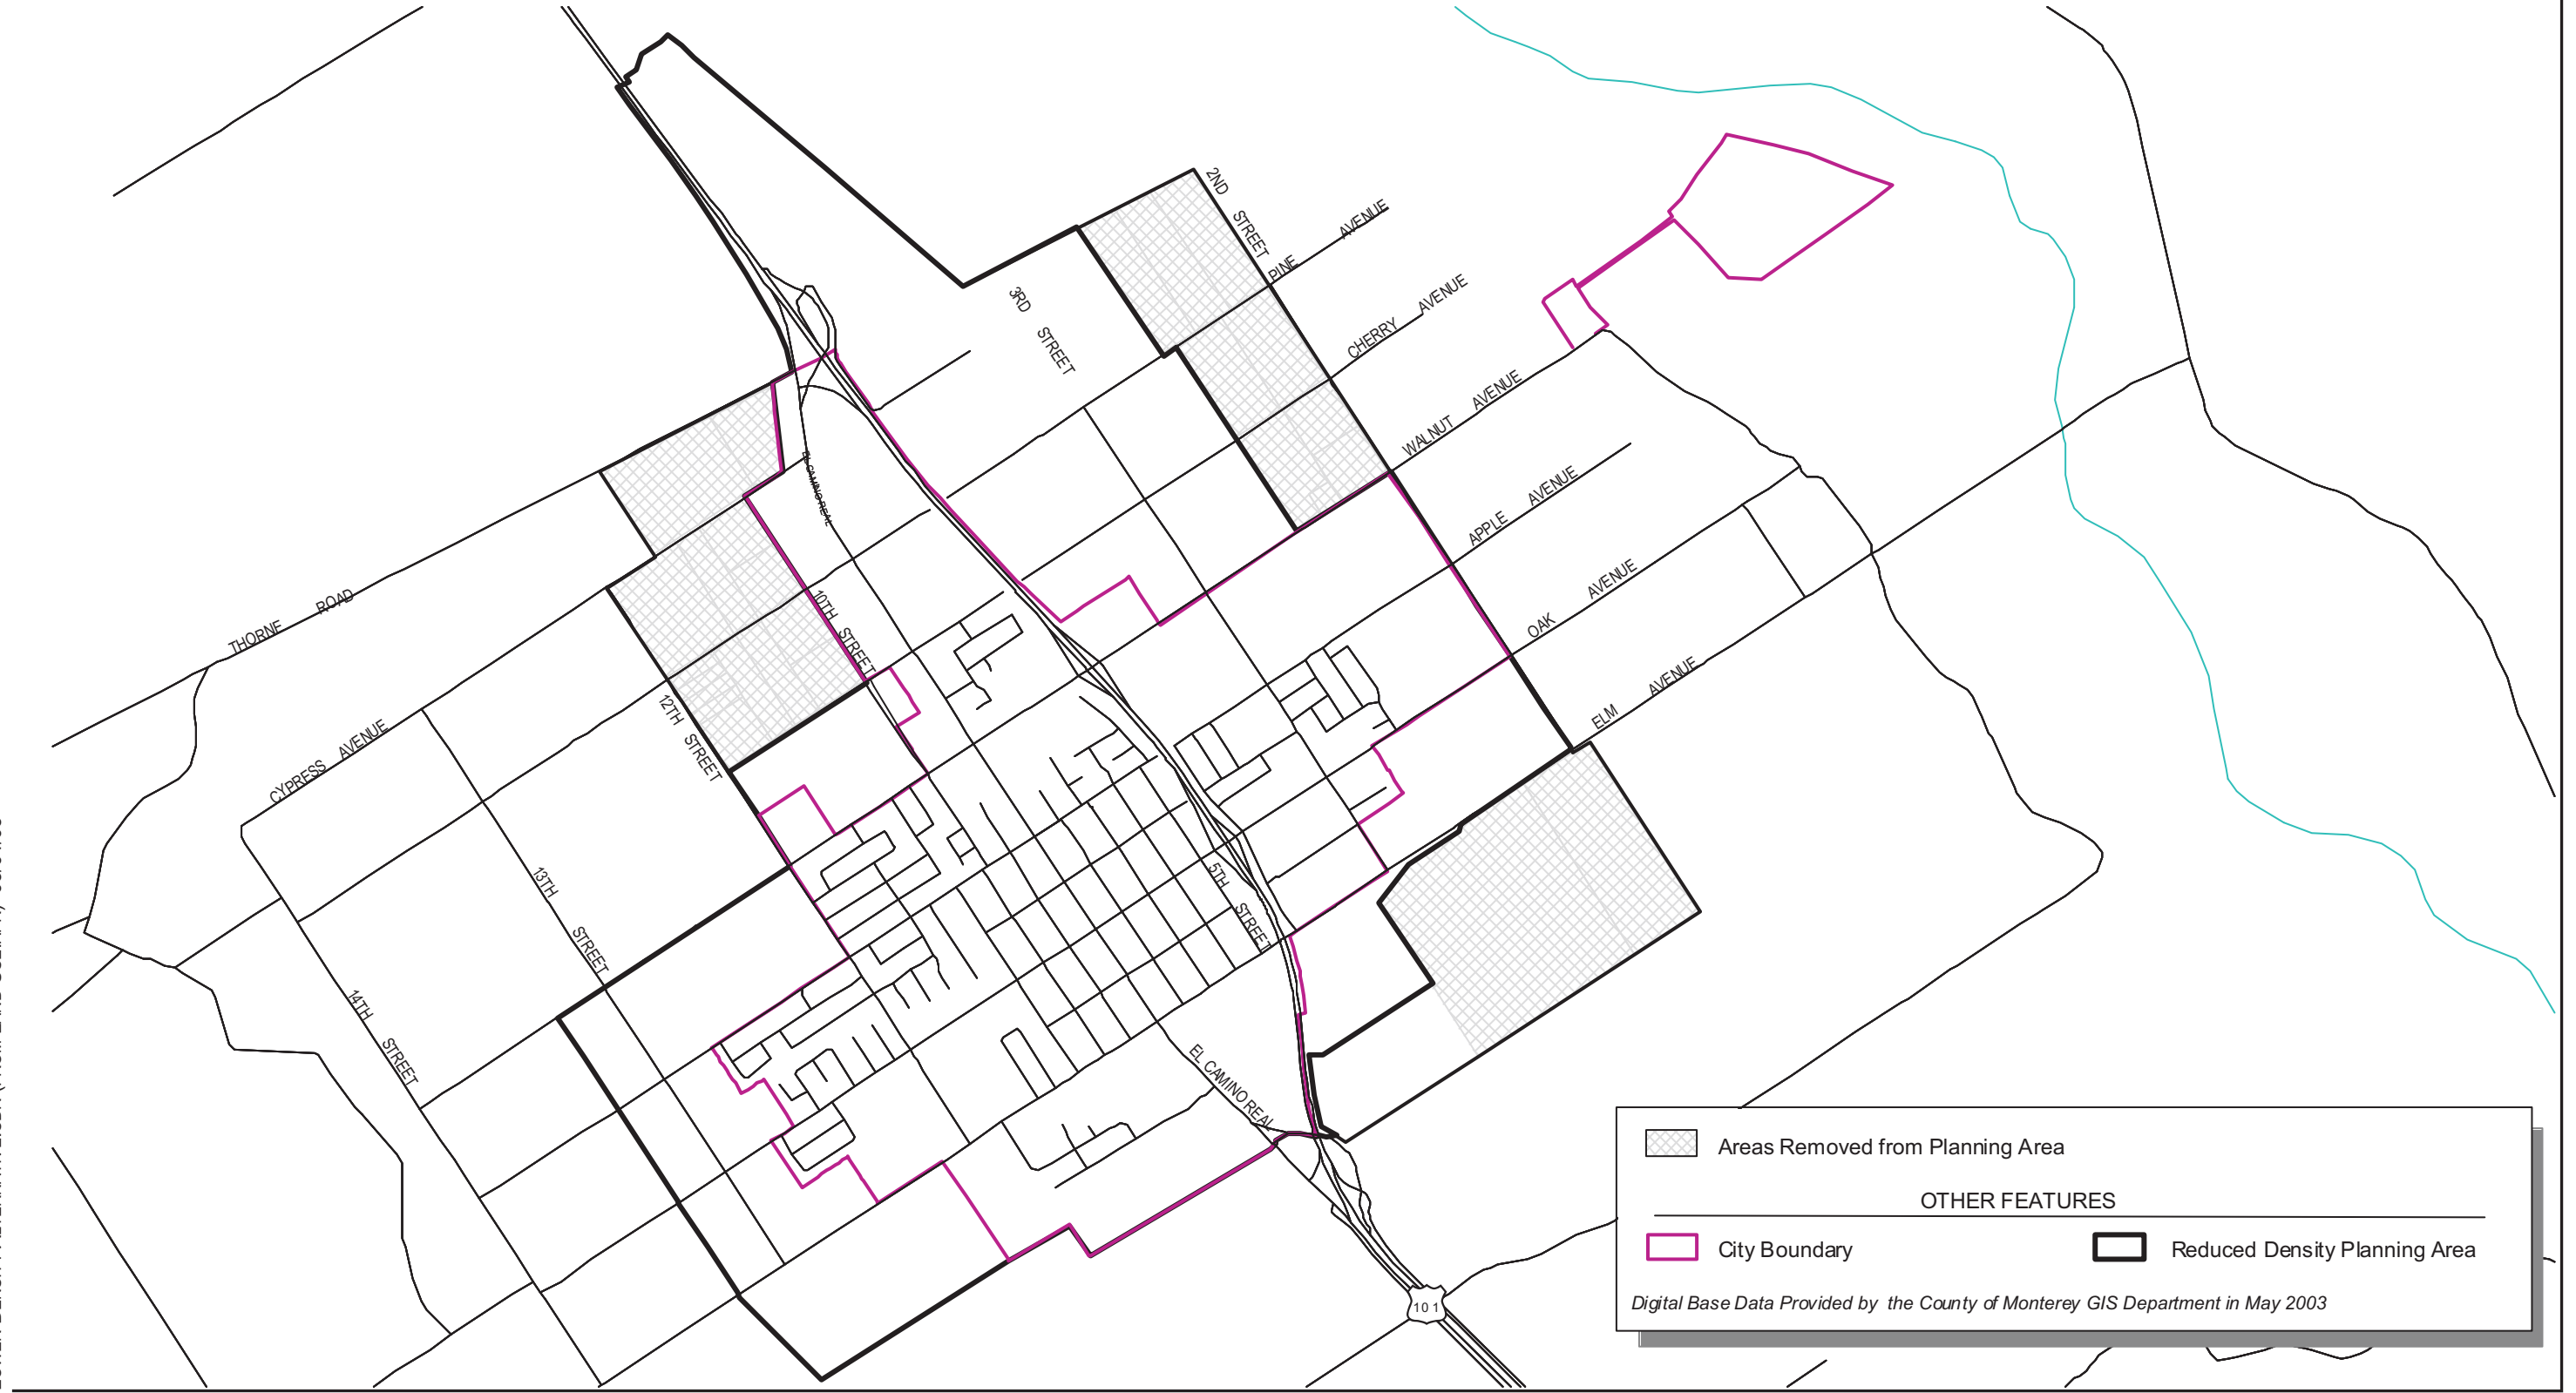 2ND STREET
PINE AVENUE
3RD STREET
CHERRY AVENUE
WALNUT AVENUE
APPLE AVENUE
EL CAMINO REAL
OAK AVENUE
THORNE ROAD
10TH STREET
12TH STREET
ELM AVENUE
CYPRESS AVENUE
13TH STREET
5TH STREET
14TH STREET
EL CAMINO REAL
101
Areas Removed from Planning Area
OTHER FEATURES
City Boundary
Reduced Density Planning Area
Digital Base Data Provided by the County of Monterey GIS Department in May 2003